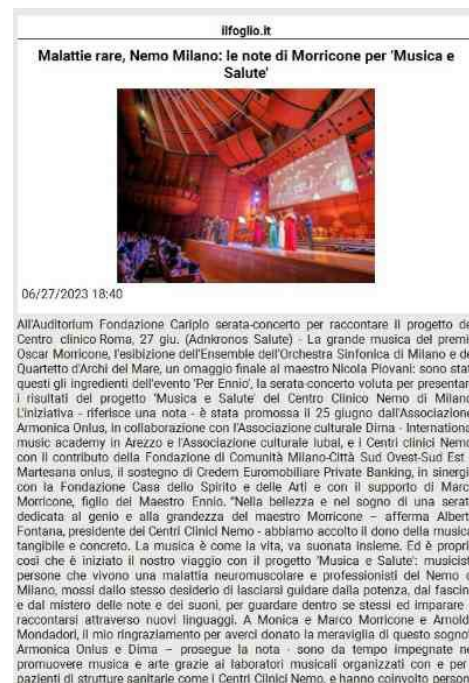 ilfoglio.it
Malattie rare, Nemo Milano: le note di Morricone per 'Musica e
Salute'
06/27/2023 18:40
All'Auditorium Fondazione Cariplo serata-concerto per raccontare il progetto de
Centro clinico Roma, 27 giu. (Adnkronos Salute) - La grande musica del premi
Oscar Morricone, l'esibizione dell'Ensemble dell'Orchestra Sinfonica di Milano e de
Quartetto d'Archi del Mare, un omaggio finale al maestro Nicola Piovani: sono stat
questi gli ingredienti dell'evento 'Per Ennio', la serata-concerto voluta per presentar
i risultati del progetto 'Musica e Salute' del Centro Clinico Nemo di Milano
L'iniziativa - riferisce una nota - è stata promossa il 25 giugno dall'Associazione
Armonica Onlus, in collaborazione con l'Associazione culturale Dima - Internationa
music academy in Arezzo e l'Associazione culturale Iubal, e i Centri clinici Nemo
con il contributo della Fondazione di Comunità Milano-Città Sud Ovest-Sud Est
Martesana onlus, il sostegno di Credem Euromobiliare Private Banking, in sinergi
con la Fondazione Casa dello Spirito e delle Arti e con il supporto di Marc
Morricone, figlio del Maestro Ennio. "Nella bellezza e nel sogno di una serat
dedicata al genio e alla grandezza del maestro Morricone – afferma Albert
Fontana, presidente dei Centri Clinici Nemo - abbiamo accolto il dono della musica
tangibile e concreto. La musica è come la vita, va suonata insieme. Ed è propri
così che è iniziato il nostro viaggio con il progetto 'Musica e Salute': musicist
persone che vivono una malattia neuromuscolare e professionisti del Nemo d
Milano, mossi dallo stesso desiderio di lasciarsi guidare dalla potenza, dal fascin
e dal mistero delle note e dei suoni, per guardare dentro se stessi ed imparare
raccontarsi attraverso nuovi linguaggi. A Monica e Marco Morricone e Arnold
Mondadori, il mio ringraziamento per averci donato la meraviglia di questo sogno"
Armonica Onlus e Dima – prosegue la nota - sono da tempo impegnate ne
promuovere musica e arte grazie ai laboratori musicali organizzati con e per
pazienti di strutture sanitarie come i Centri Clinici Nemo, e hanno coinvolto person